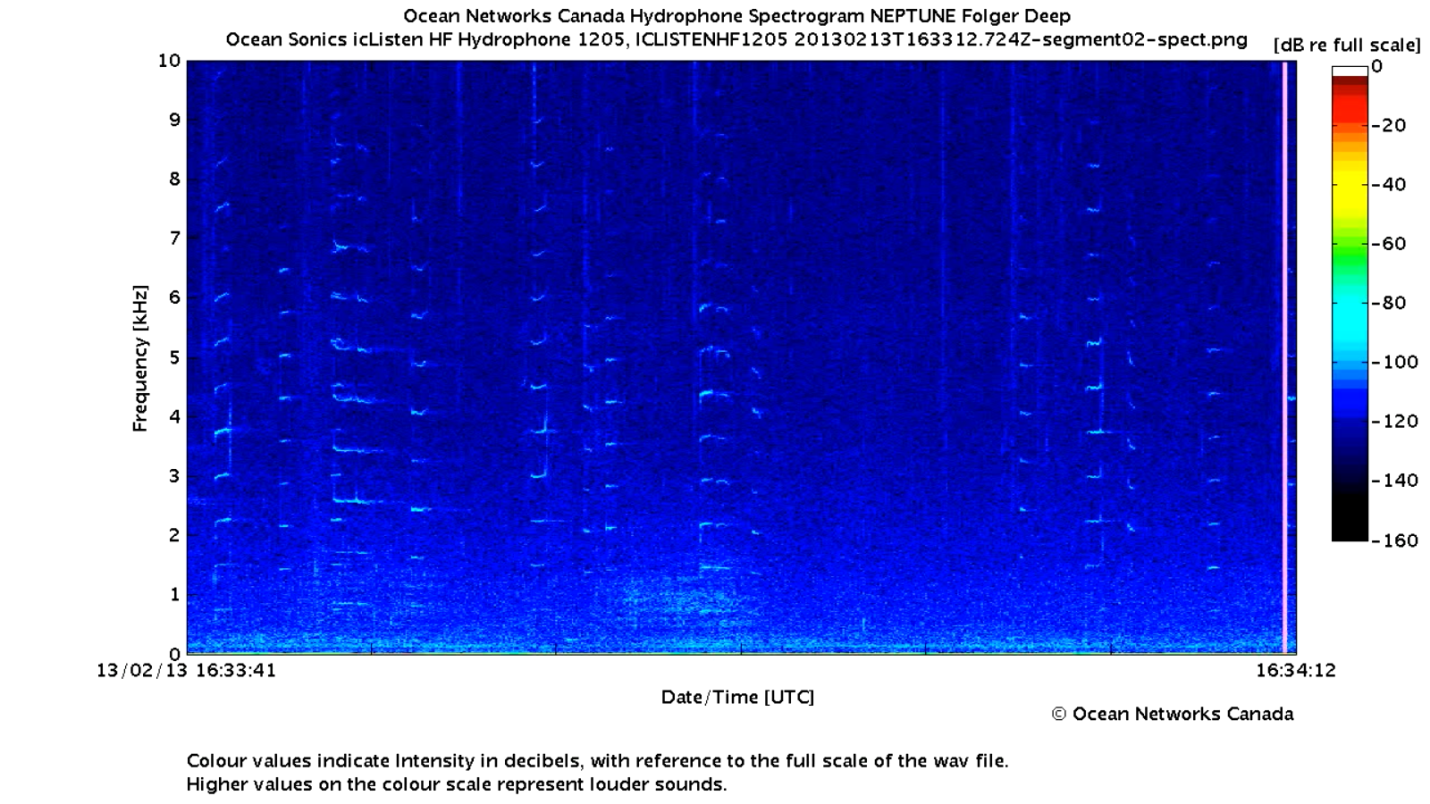 Ocean Networks Canada Hydrophone Spectrogram NEPTUNE Folger Deep
Ocean Sonics icListen HF Hydrophone 1205, ICLISTENHF1205 20130213T163312.724Z-segment02-spect.png
[dB re full scale]
10
9
8
7
6
5
4
3
2
1
0
Frequency [kHz]
0
-20
-40
-60
-80
-100
-120
-140
-160
13/02/13 16:33:41
16:34:12
Date/Time [UTC]
© Ocean Networks Canada
Colour values indicate Intensity in decibels, with reference to the full scale of the wav file.
Higher values on the colour scale represent louder sounds.